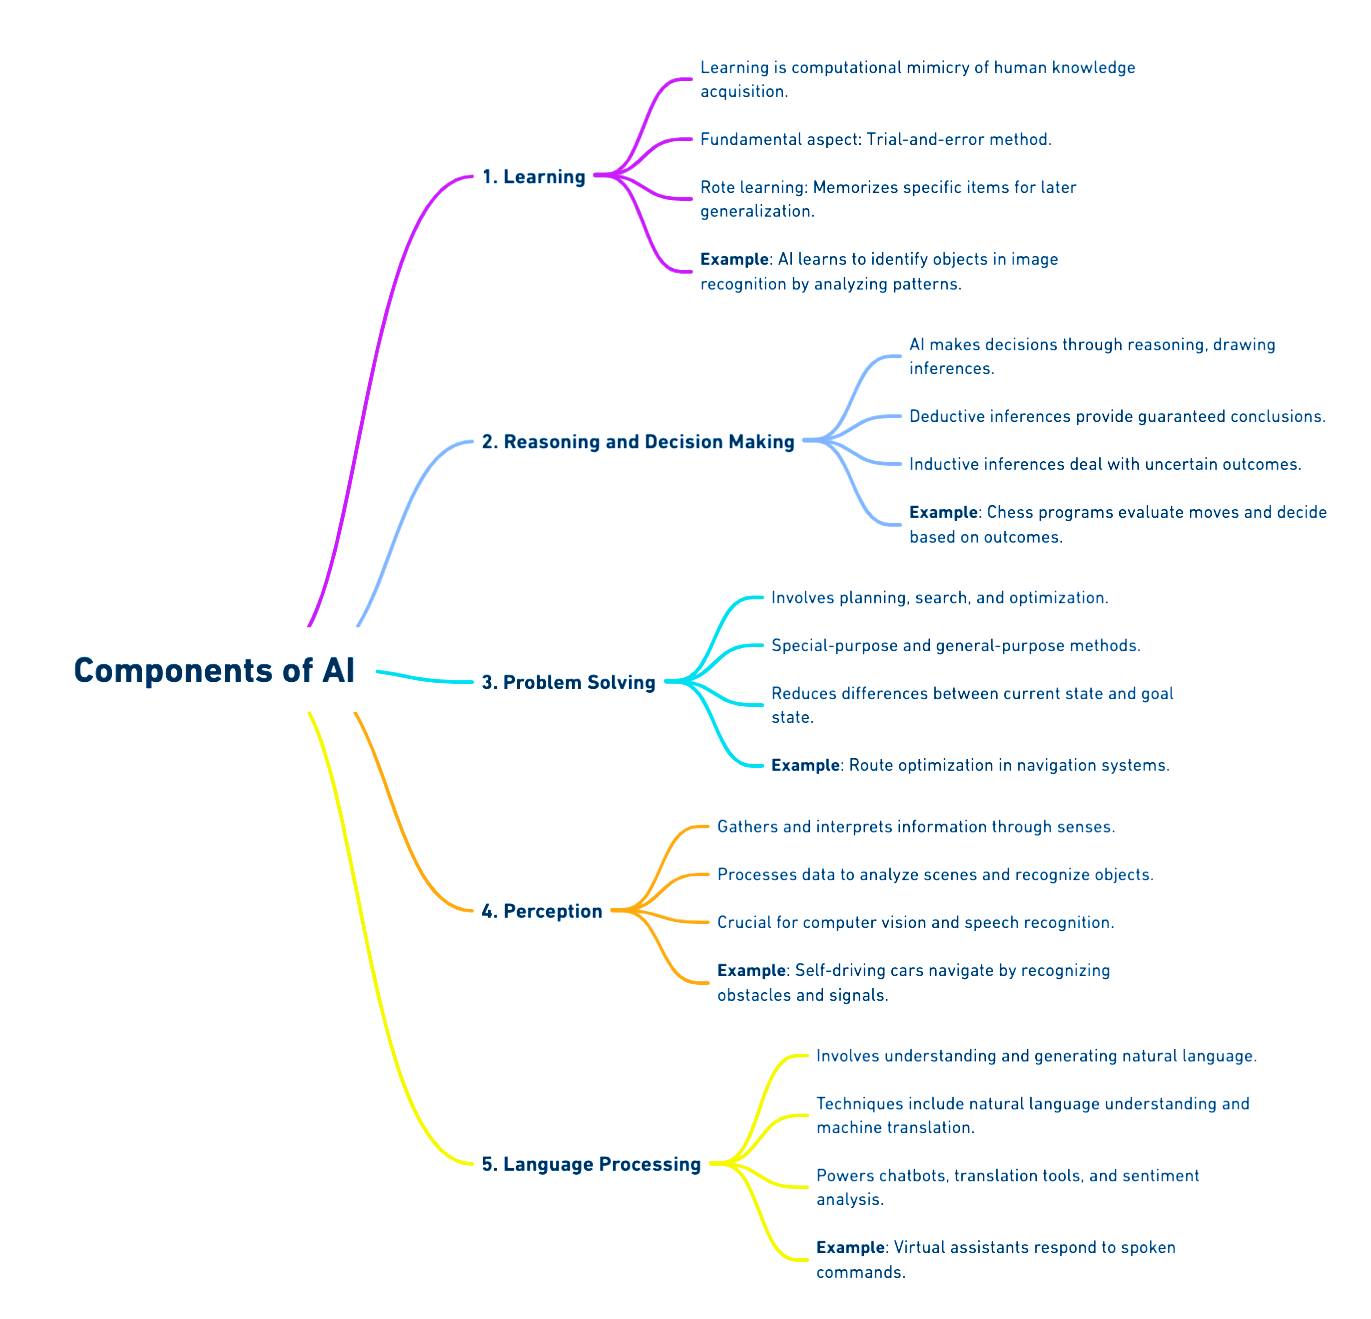 Learning is computational mimicry of human knowledge
acquisition.
Fundamental aspect: Trial-and-error method.
1. Learning
Rote learning: Memorizes specific items for later
generalization.
Example: AI learns to identify objects in image
recognition by analyzing patterns.
AI makes decisions through reasoning, drawing
inferences.
Deductive inferences provide guaranteed conclusions.
2. Reasoning and Decision Making
Inductive inferences deal with uncertain outcomes.
Example: Chess programs evaluate moves and decide
based on outcomes.
Components of AI
Involves planning, search, and optimization.
Special-purpose and general-purpose methods.
3. Problem Solving
Reduces differences between current state and goal
state.
Example: Route optimization in navigation systems.
Gathers and interprets information through senses.
Processes data to analyze scenes and recognize objects.
4. Perception
Crucial for computer vision and speech recognition.
Example: Self-driving cars navigate by recognizing
obstacles and signals.
Involves understanding and generating natural language.
Techniques include natural language understanding and
machine translation.
5. Language Processing
Powers chatbots, translation tools, and sentiment
analysis.
Example: Virtual assistants respond to spoken
commands.